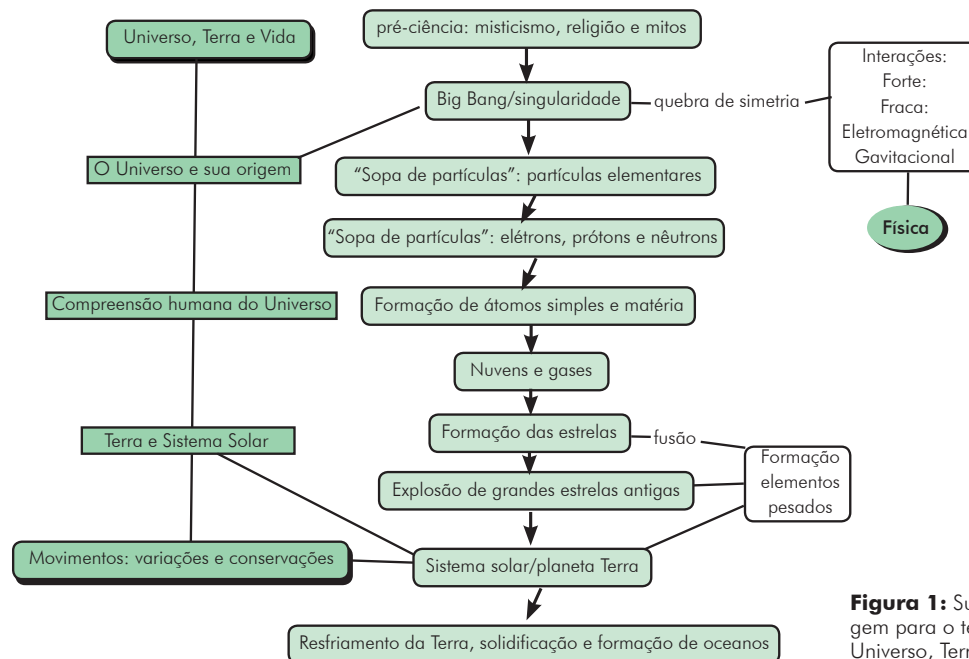 Universo, Terra e Vida
pré-ciência: misticismo, religião e mitos
Interações:
Forte:
Fraca:
Eletromagnética
Gavitacional
Big Bang/singularidade
quebra de simetria
O Universo e sua origem
“Sopa de partículas”: partículas elementares
Física
“Sopa de partículas”: elétrons, prótons e nêutrons
Compreensão humana do Universo
Formação de átomos simples e matéria
Nuvens e gases
Terra e Sistema Solar
Formação das estrelas
fusão
Formação
elementos
pesados
Explosão de grandes estrelas antigas
Movimentos: variações e conservações
Sistema solar/planeta Terra
Resfriamento da Terra, solidificação e formação de oceanos
Figura 1:
gem para o
Universo, Terr